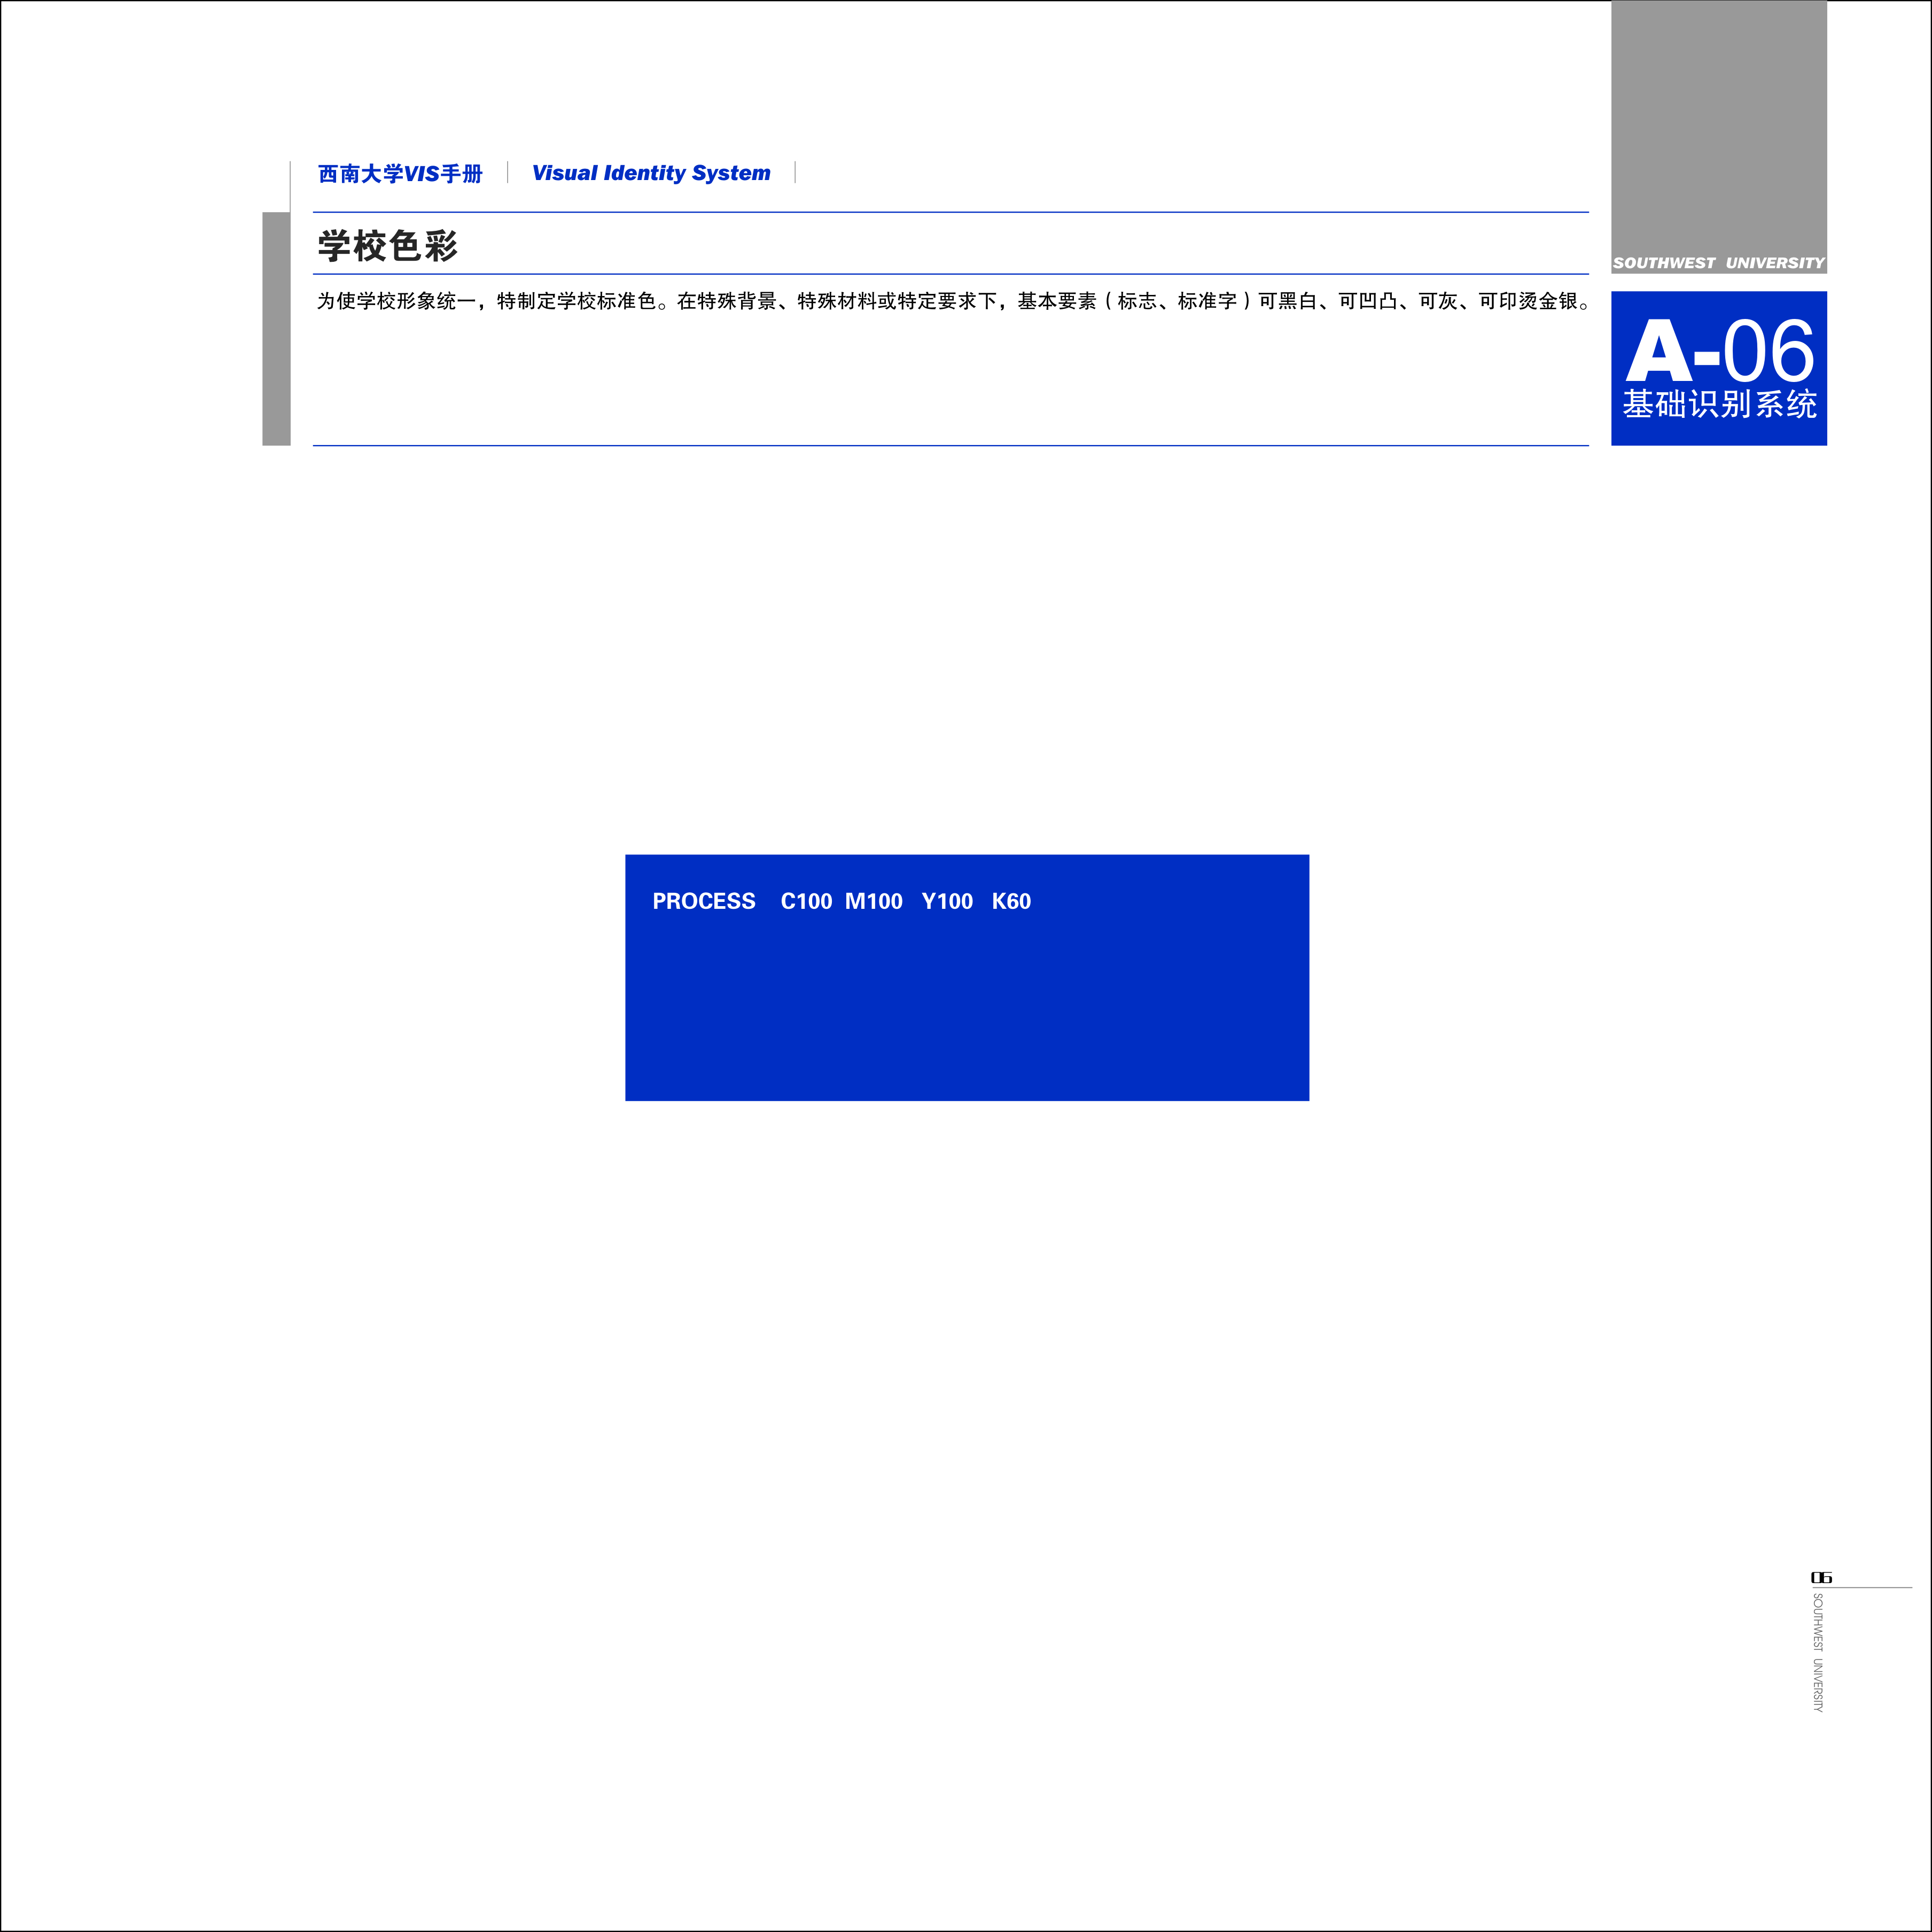 西南大学VIS手册 Visual Identity System
学校色彩
为使学校形象统一，特制定学校标准色。在特殊背景、特殊材料或特定要求下，基本要素（标志、标准字）可黑白、可凹凸、可灰、可印烫金银。
SOUTHWEST UNIVERSITY
A-06
基础识别系统
PROCESS C100 M100 Y100 K60
06
SOUTHWEST UNIVERSITY